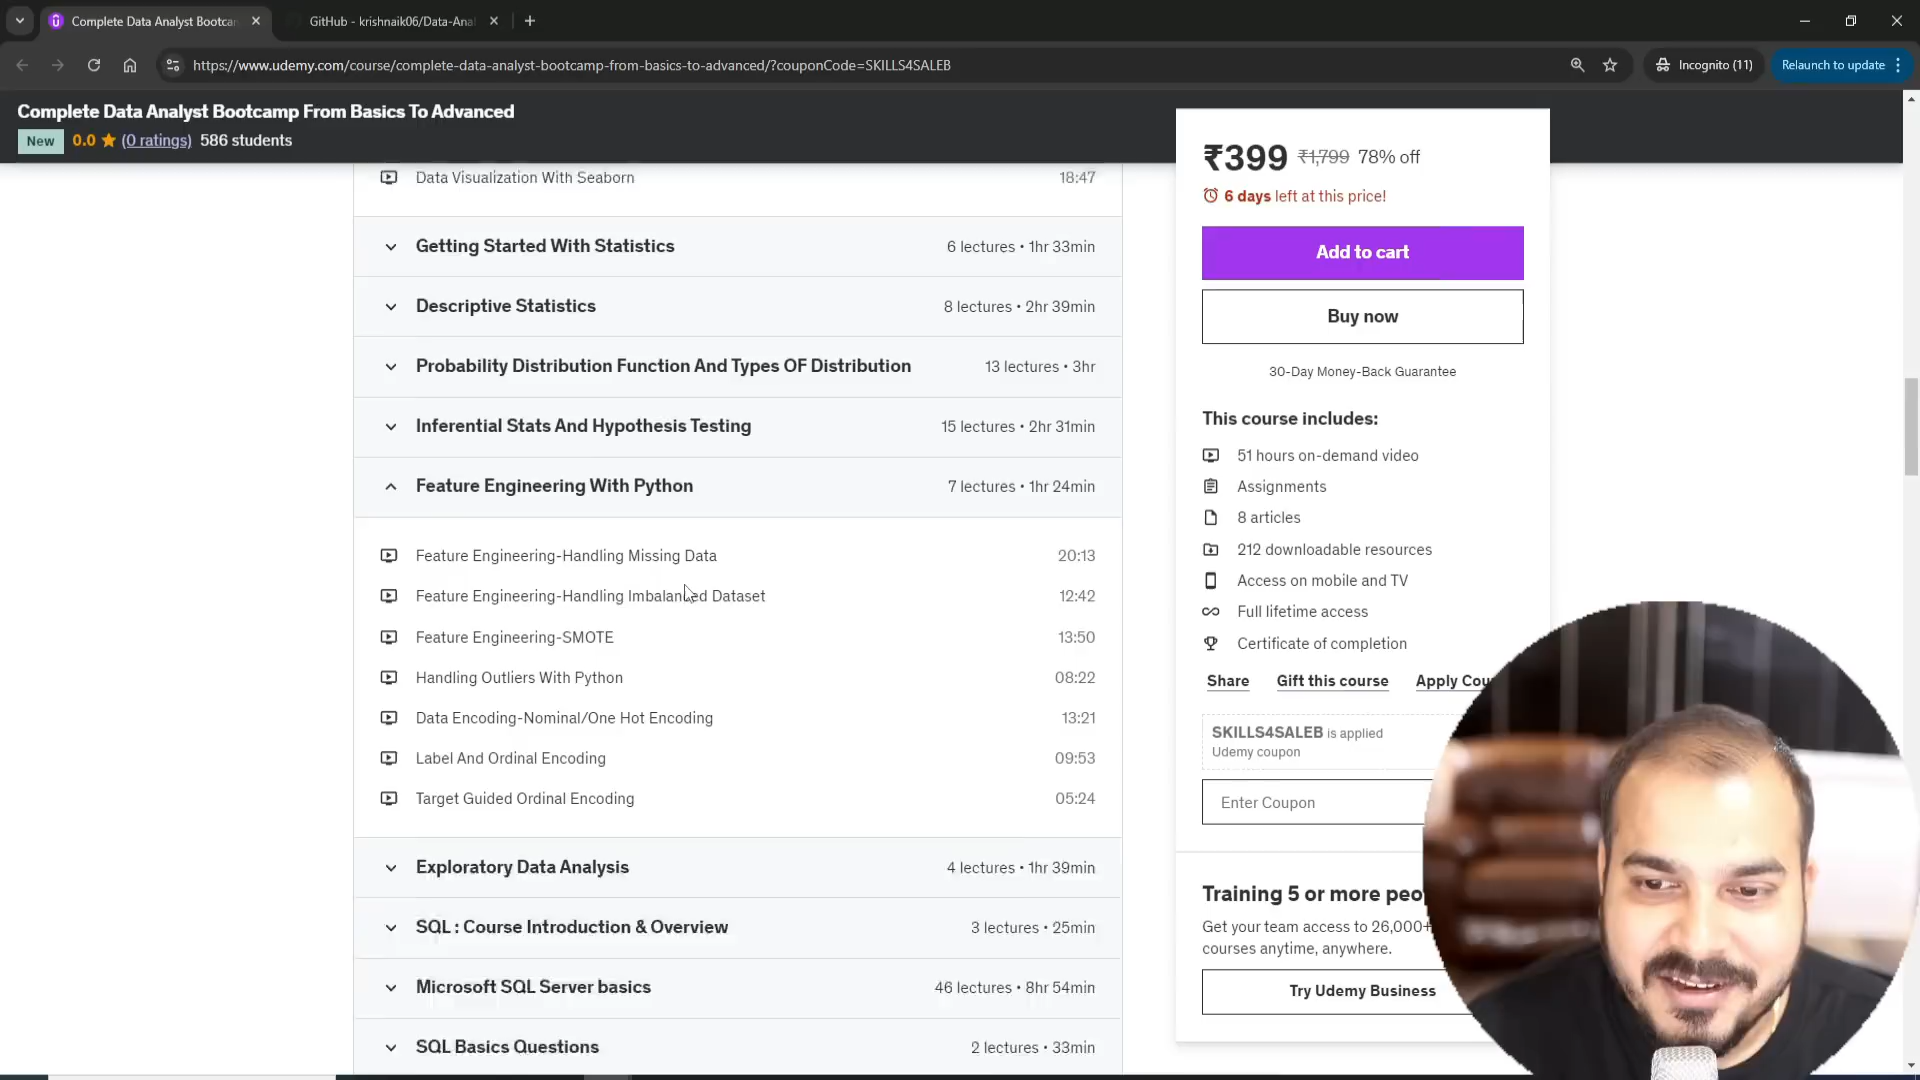 Complete Data Analyst Bootcam
GitHub - krishnaik06/Data-Anal
https://www.udemy.com/course/complete-data-analyst-bootcamp-from-basics-to-advanced/?couponCode=SKILLS4SALEB
Incognito (11)
Relaunch to update
Complete Data Analyst Bootcamp From Basics To Advanced
New 0.0 (0 ratings) 586 students
Data Visualization With Seaborn 18:47
Getting Started With Statistics 6 lectures • 1hr 33min
Descriptive Statistics 8 lectures • 2hr 39min
Probability Distribution Function And Types OF Distribution 13 lectures • 3hr
Inferential Stats And Hypothesis Testing 15 lectures • 2hr 31min
Feature Engineering With Python 7 lectures • 1hr 24min
Feature Engineering-Handling Missing Data 20:13
Feature Engineering-Handling Imbalanced Dataset 12:42
Feature Engineering-SMOTE 13:50
Handling Outliers With Python 08:22
Data Encoding-Nominal/One Hot Encoding 13:21
Label And Ordinal Encoding 09:53
Target Guided Ordinal Encoding 05:24
Exploratory Data Analysis 4 lectures • 1hr 39min
SQL : Course Introduction & Overview 3 lectures • 25min
Microsoft SQL Server basics 46 lectures • 8hr 54min
SQL Basics Questions 2 lectures • 33min
₹399 ₹1,799 78% off
6 days left at this price!
Add to cart
Buy now
30-Day Money-Back Guarantee
This course includes:
51 hours on-demand video
Assignments
8 articles
212 downloadable resources
Access on mobile and TV
Full lifetime access
Certificate of completion
Share Gift this course Apply Cou
SKILLS4SALEB is applied
Udemy coupon
Enter Coupon
Training 5 or more peo
Get your team access to 26,000+
courses anytime, anywhere.
Try Udemy Business